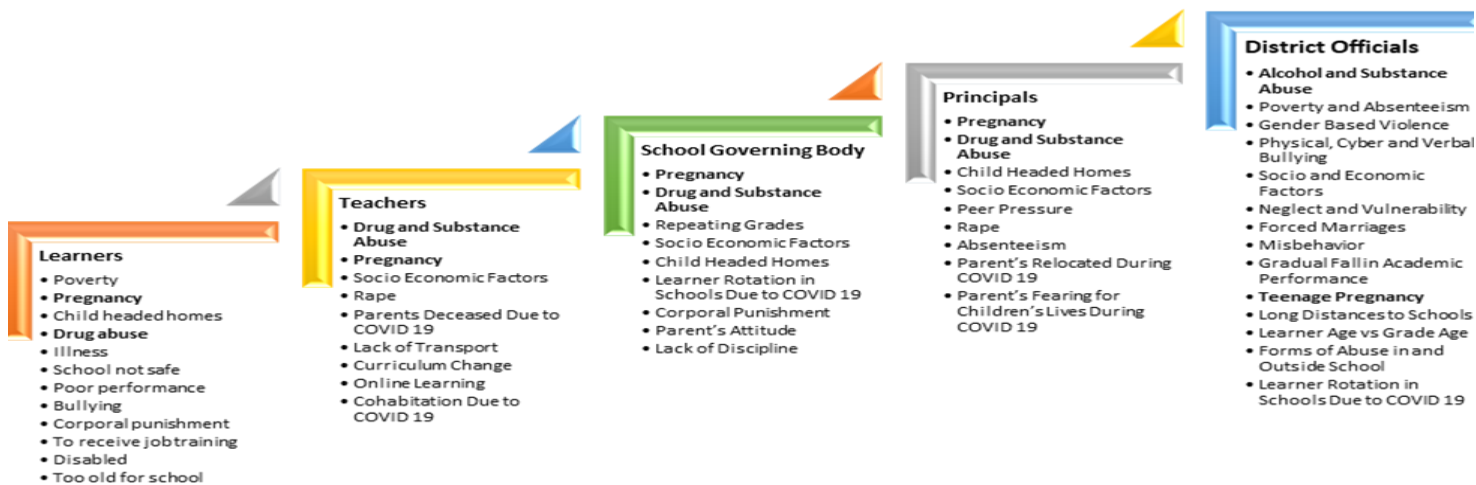 Learners
• Poverty
• Pregnancy
• Child headed homes
• Drug abuse
• Illness
• School not safe
• Poor performance
• Bullying
• Corporal punishment
• To receive job training
• Disabled
• Too old for school
Teachers
• Drug and Substance
Abuse
• Pregnancy
• Socio Economic Factors
• Rape
• Parents Deceased Due to
COVID 19
• Lack of Transport
• Curriculum Change
• Online Learning
• Cohabitation Due to
COVID 19
School Governing Body
• Pregnancy
• Drug and Substance
Abuse
• Repeating Grades
• Socio Economic Factors
• Child Headed Homes
• Learner Rotation in
Schools Due to COVID 19
• Corporal Punishment
• Parent's Attitude
• Lack of Discipline
Principals
• Pregnancy
• Drug and Substance
Abuse
• Child Headed Homes
• Socio Economic Factors
• Peer Pressure
• Rape
• Absenteeism
• Parent's Relocated During
COVID 19
• Parent's Fearing for
Children's Lives During
COVID 19
District Officials
• Alcohol and Substance
Abuse
• Poverty and Absenteeism
• Gender Based Violence
• Physical, Cyber and Verbal
Bullying
• Socio and Economic
Factors
• Neglect and Vulnerability
• Forced Marriages
• Misbehavior
• Gradual Fall in Academic
Performance
• Teenage Pregnancy
• Long Distances to Schools
• Learner Age vs Grade Age
• Forms of Abuse in and
Outside School
• Learner Rotation in
Schools Due to COVID 19